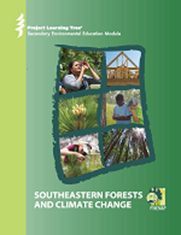 Project Learning Tree®
Secondary Environmental Education Module
SOUTHEASTERN FORESTS
AND CLIMATE CHANGE